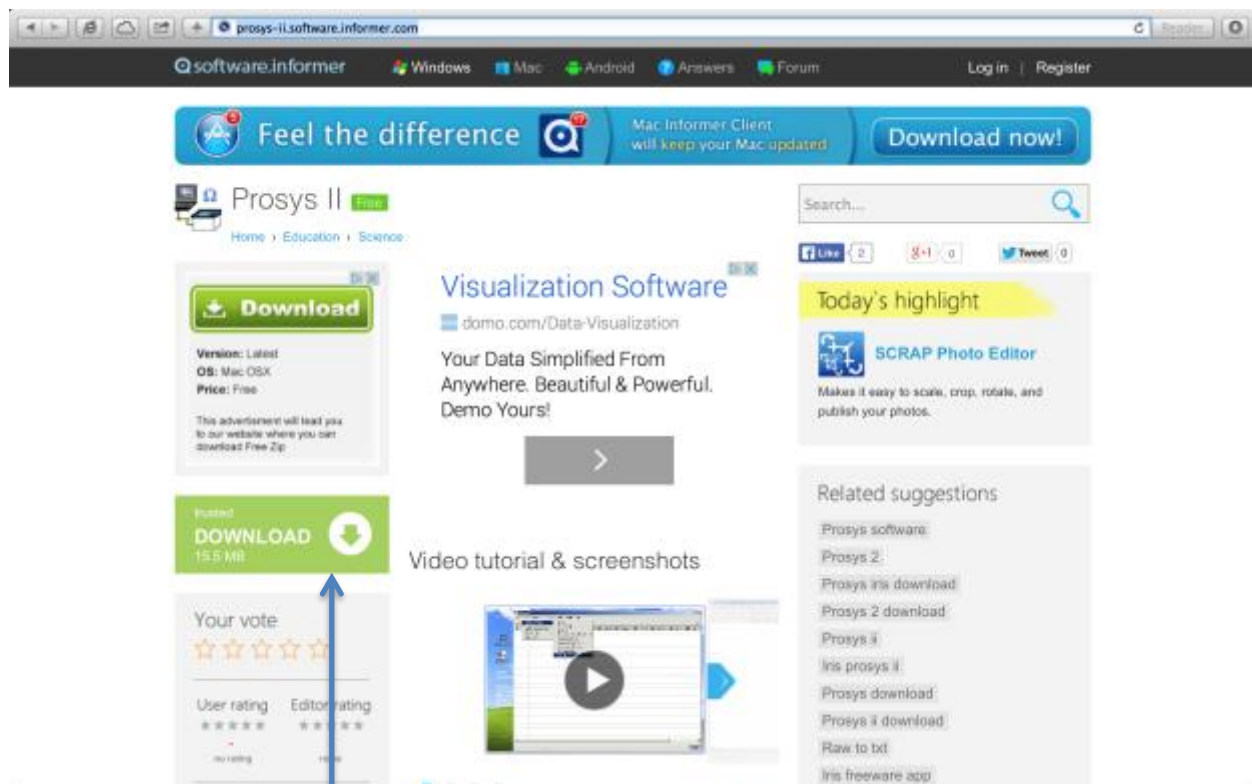 prosys-ii.software.informer.com
Reader
software.informer
Windows
Mac
Android
Answers
Forum
Log in | Register
Feel the difference
Mac Informer Client
will keep your Mac updated
Download now!
Prosys II Free
Home › Education › Science
Search...
Like 2
g+1 0
Tweet 0
Download
Version: Latest
OS: Mac OSX
Price: Free
This advertisment will lead you
to our website where you can
download Free Zip
Visualization Software
domo.com/Data-Visualization
Your Data Simplified From
Anywhere. Beautiful & Powerful.
Demo Yours!
Today's highlight
SCRAP Photo Editor
Makes it easy to scale, crop, rotate, and
publish your photos.
trusted
DOWNLOAD
15.5 MB
Video tutorial & screenshots
Your vote
User rating
Editor rating
no rating
Related suggestions
Prosys software
Prosys 2
Prosys iris download
Prosys 2 download
Prosys ii
Iris prosys ii
Prosys download
Prosys ii download
Raw to txt
Iris freeware app